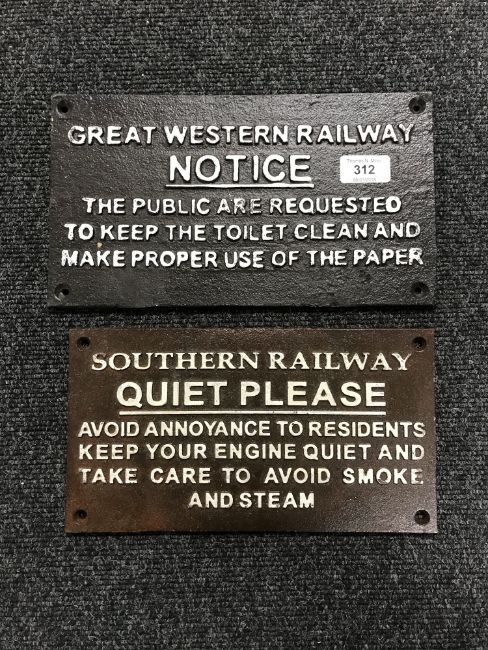 GREAT WESTERN RAILWAY
NOTICE
312
THE PUBLIC ARE REQUESTED
TO KEEP THE TOILET CLEAN AND
MAKE PROPER USE OF THE PAPER
SOUTHERN RAILWAY
QUIET PLEASE
AVOID ANNOYANCE TO RESIDENTS
KEEP YOUR ENGINE QUIET AND
TAKE CARE TO AVOID SMOKE
AND STEAM